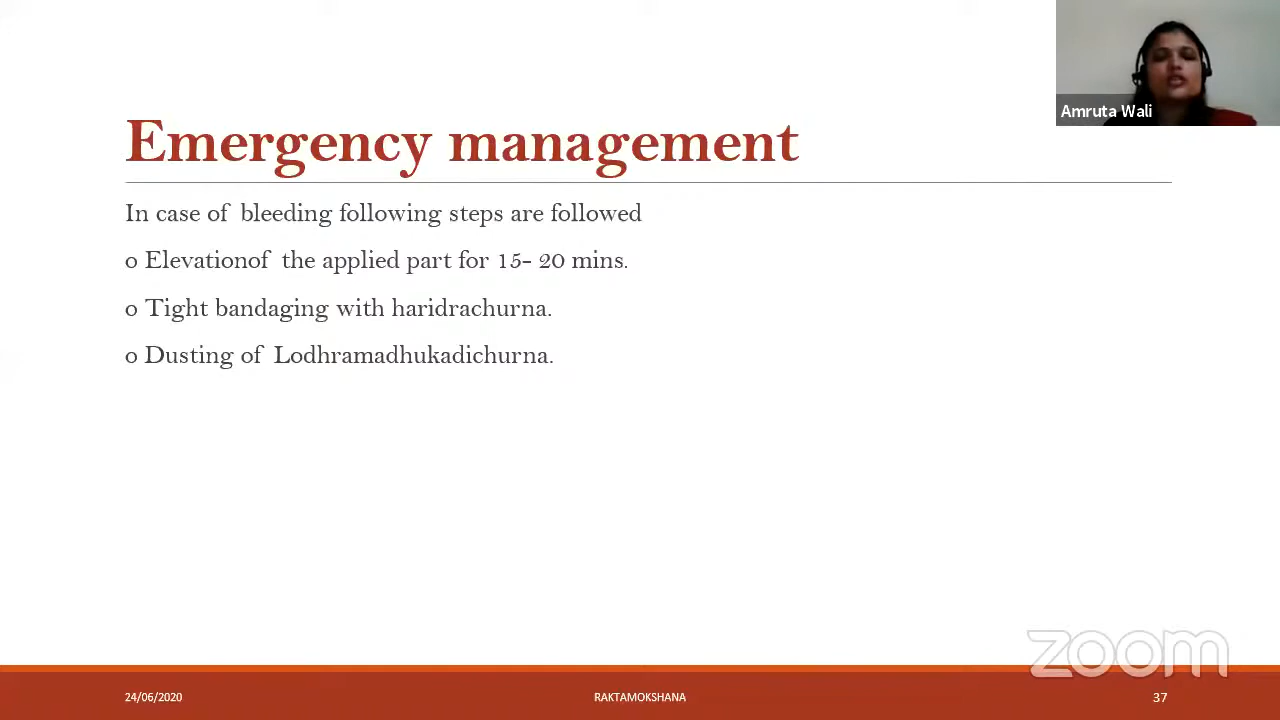 Amruta Wali
Emergency management
In case of bleeding following steps are followed
o Elevationof the applied part for 15- 20 mins.
o Tight bandaging with haridrachurna.
o Dusting of Lodhramadhukadichurna.
zoom
24/06/2020
RAKTAMOKSHANA
37